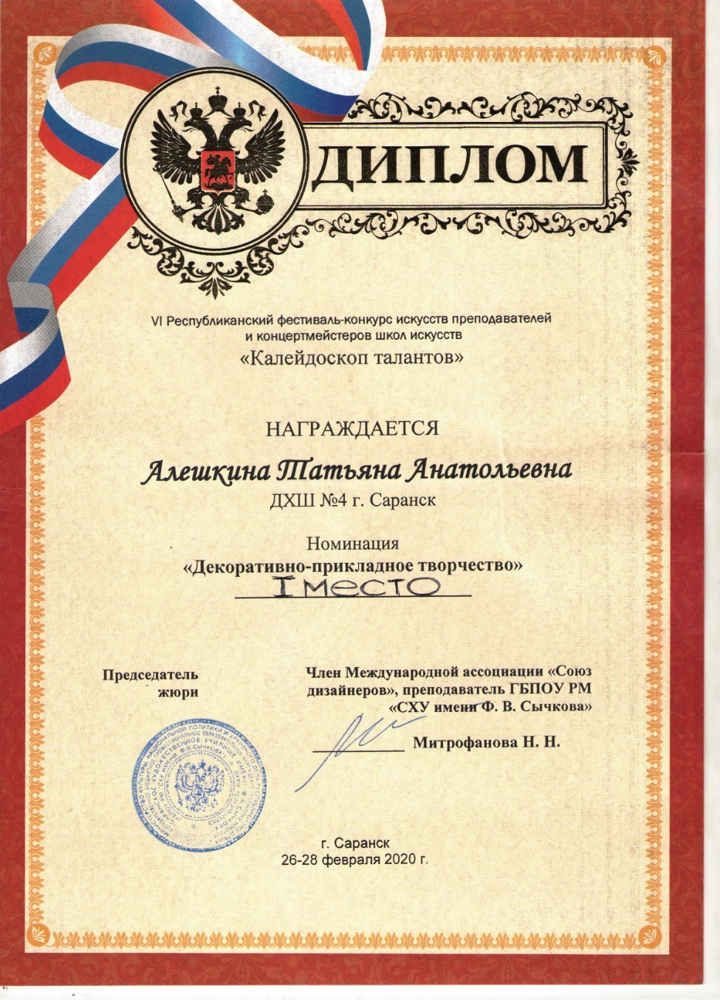 ДИПЛОМ
VI Республиканский фестиваль-конкурс искусств преподавателей
и концертмейстеров школ искусств
«Калейдоскоп талантов»
НАГРАЖДАЕТСЯ
Алешкина Татьяна Анатольевна
ДХШ №4 г. Саранск
Номинация
«Декоративно-прикладное творчество»
I место
Председатель
жюри
Член Международной ассоциации «Союз
дизайнеров», преподаватель ГБПОУ РМ
«СХУ имени Ф. В. Сычкова»
Митрофанова Н. Н.
г. Саранск
26-28 февраля 2020 г.